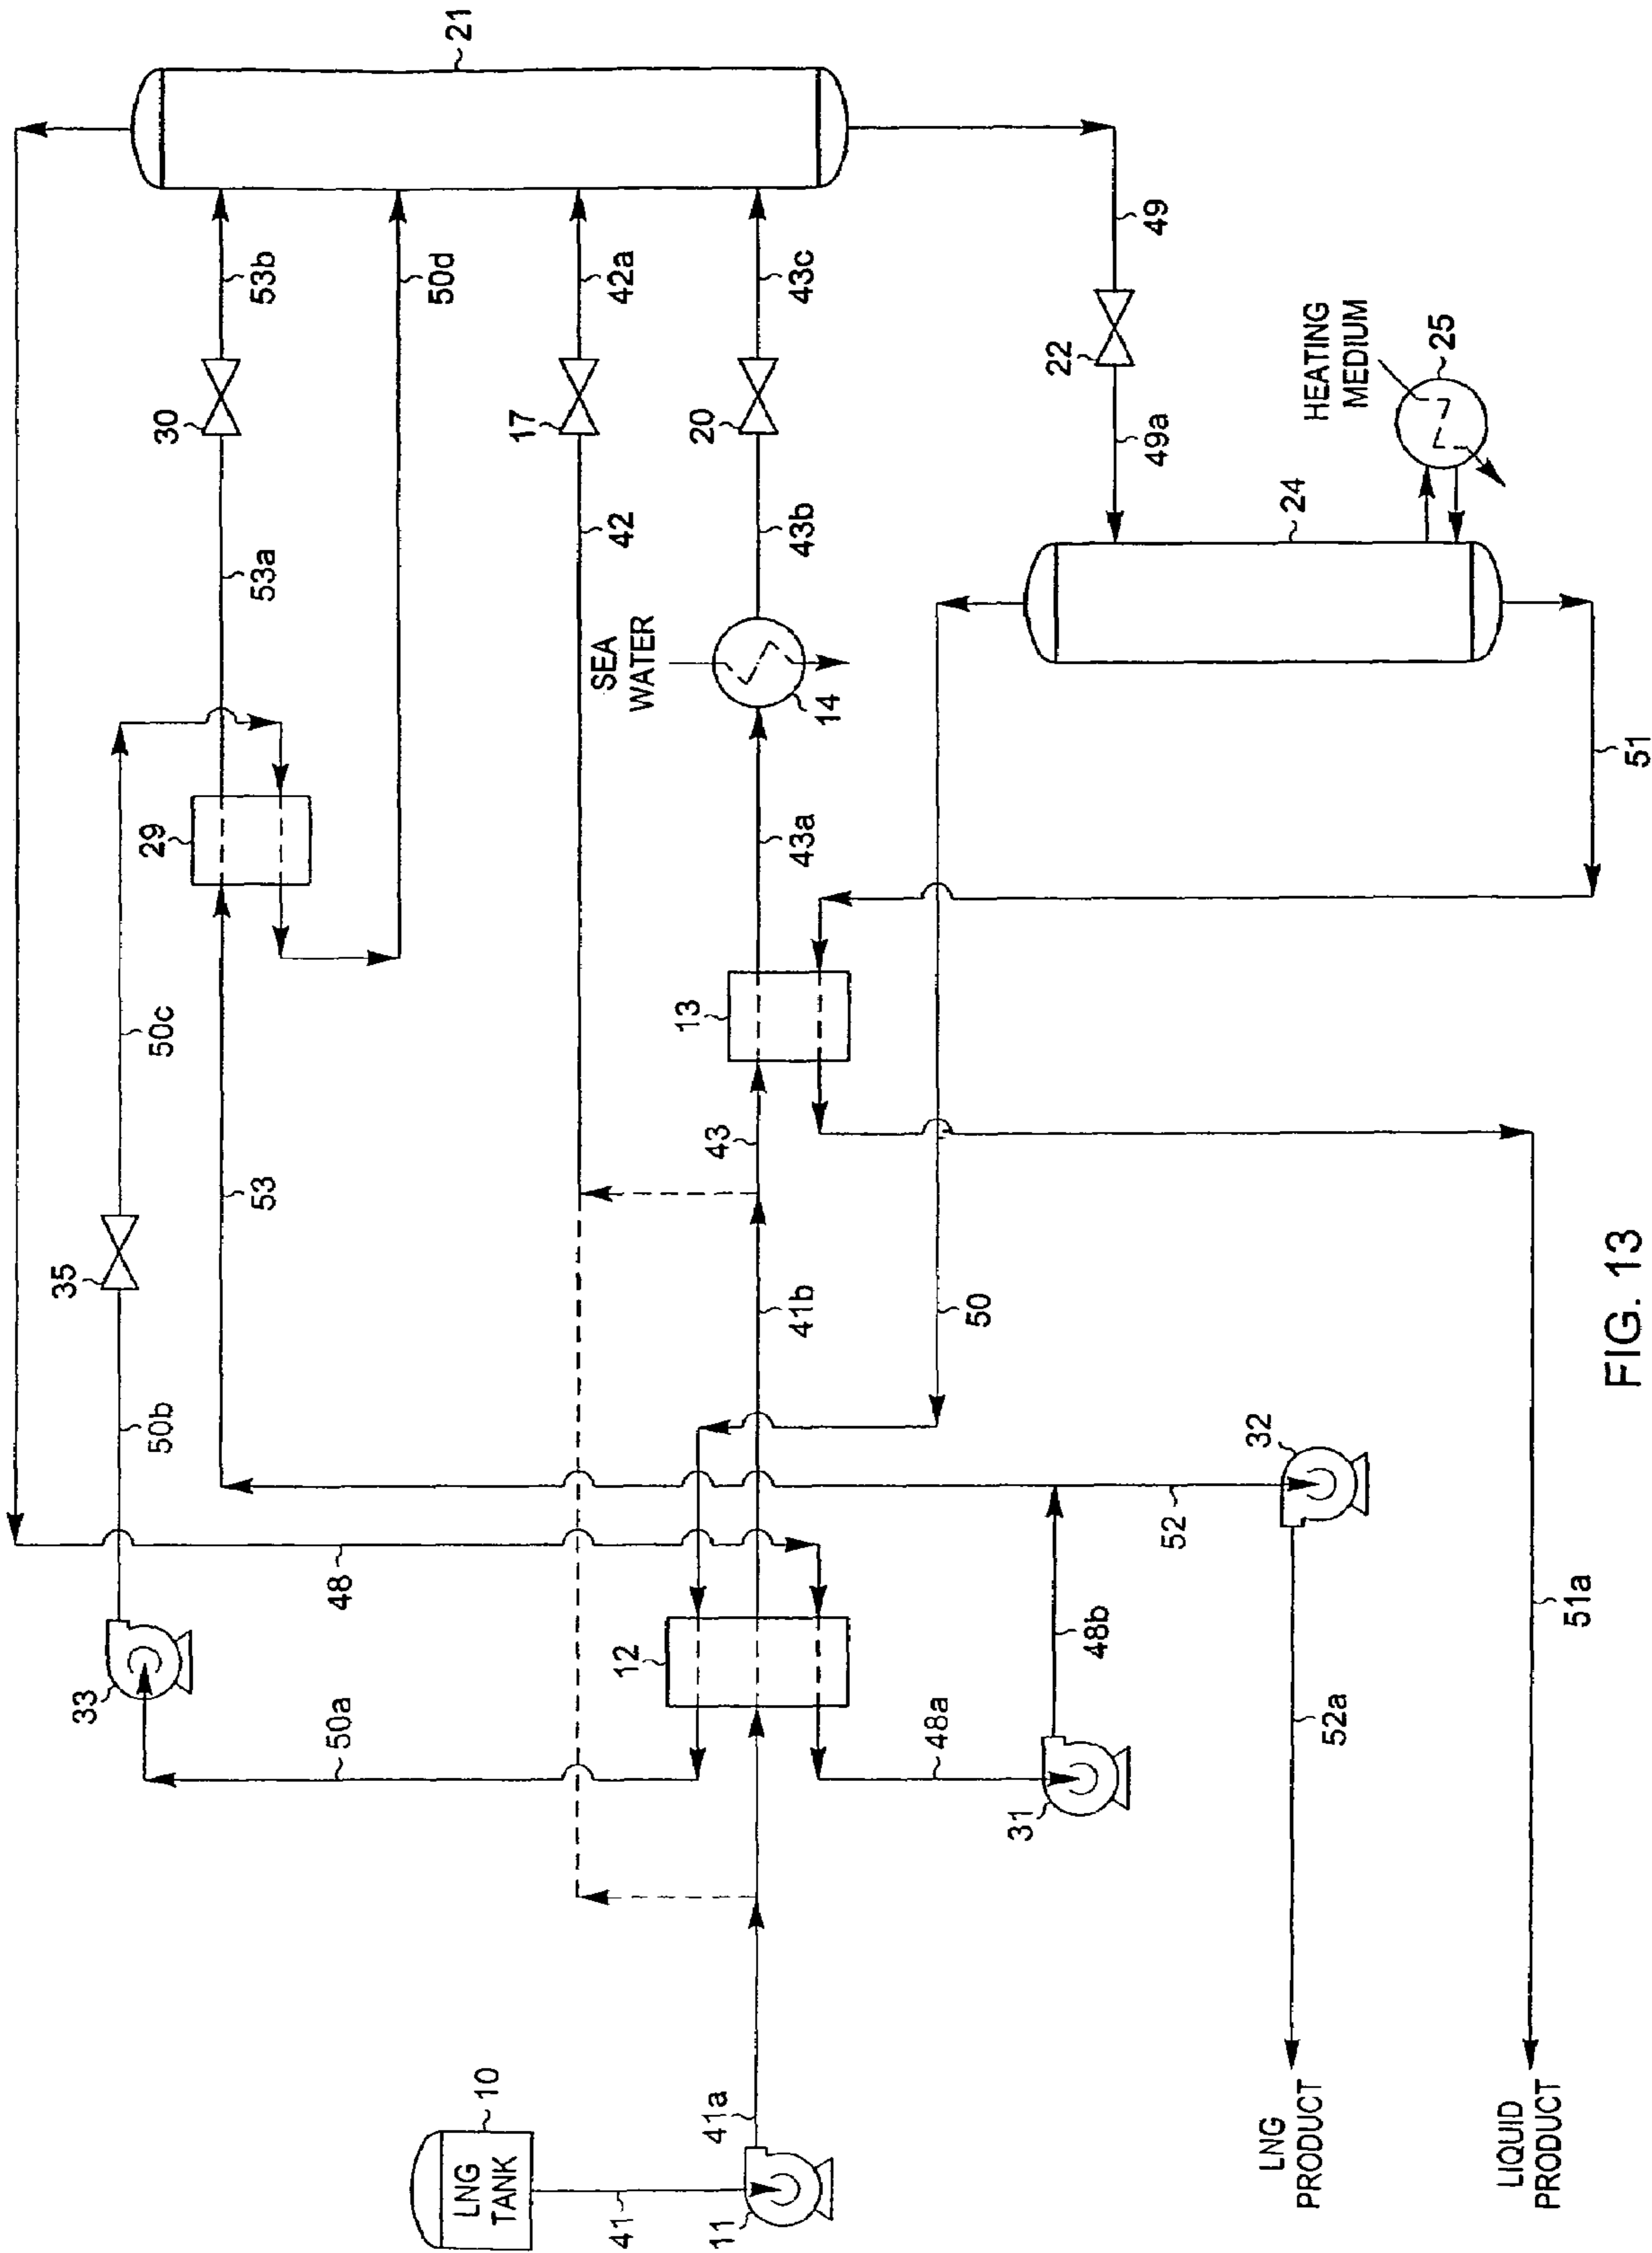 21
53b
50d
42a
43c
49
30
17
20
22
HEATING
MEDIUM
25
53a
42
43b
49a
24
SEA
WATER
14
51
29
43a
50c
13
53
43
35
41b
50
50b
32
48
52
12
48b
51a
33
50a
48a
31
52a
10
LNG
TANK
41a
41
11
LNG
PRODUCT
LIQUID
PRODUCT
FIG. 13